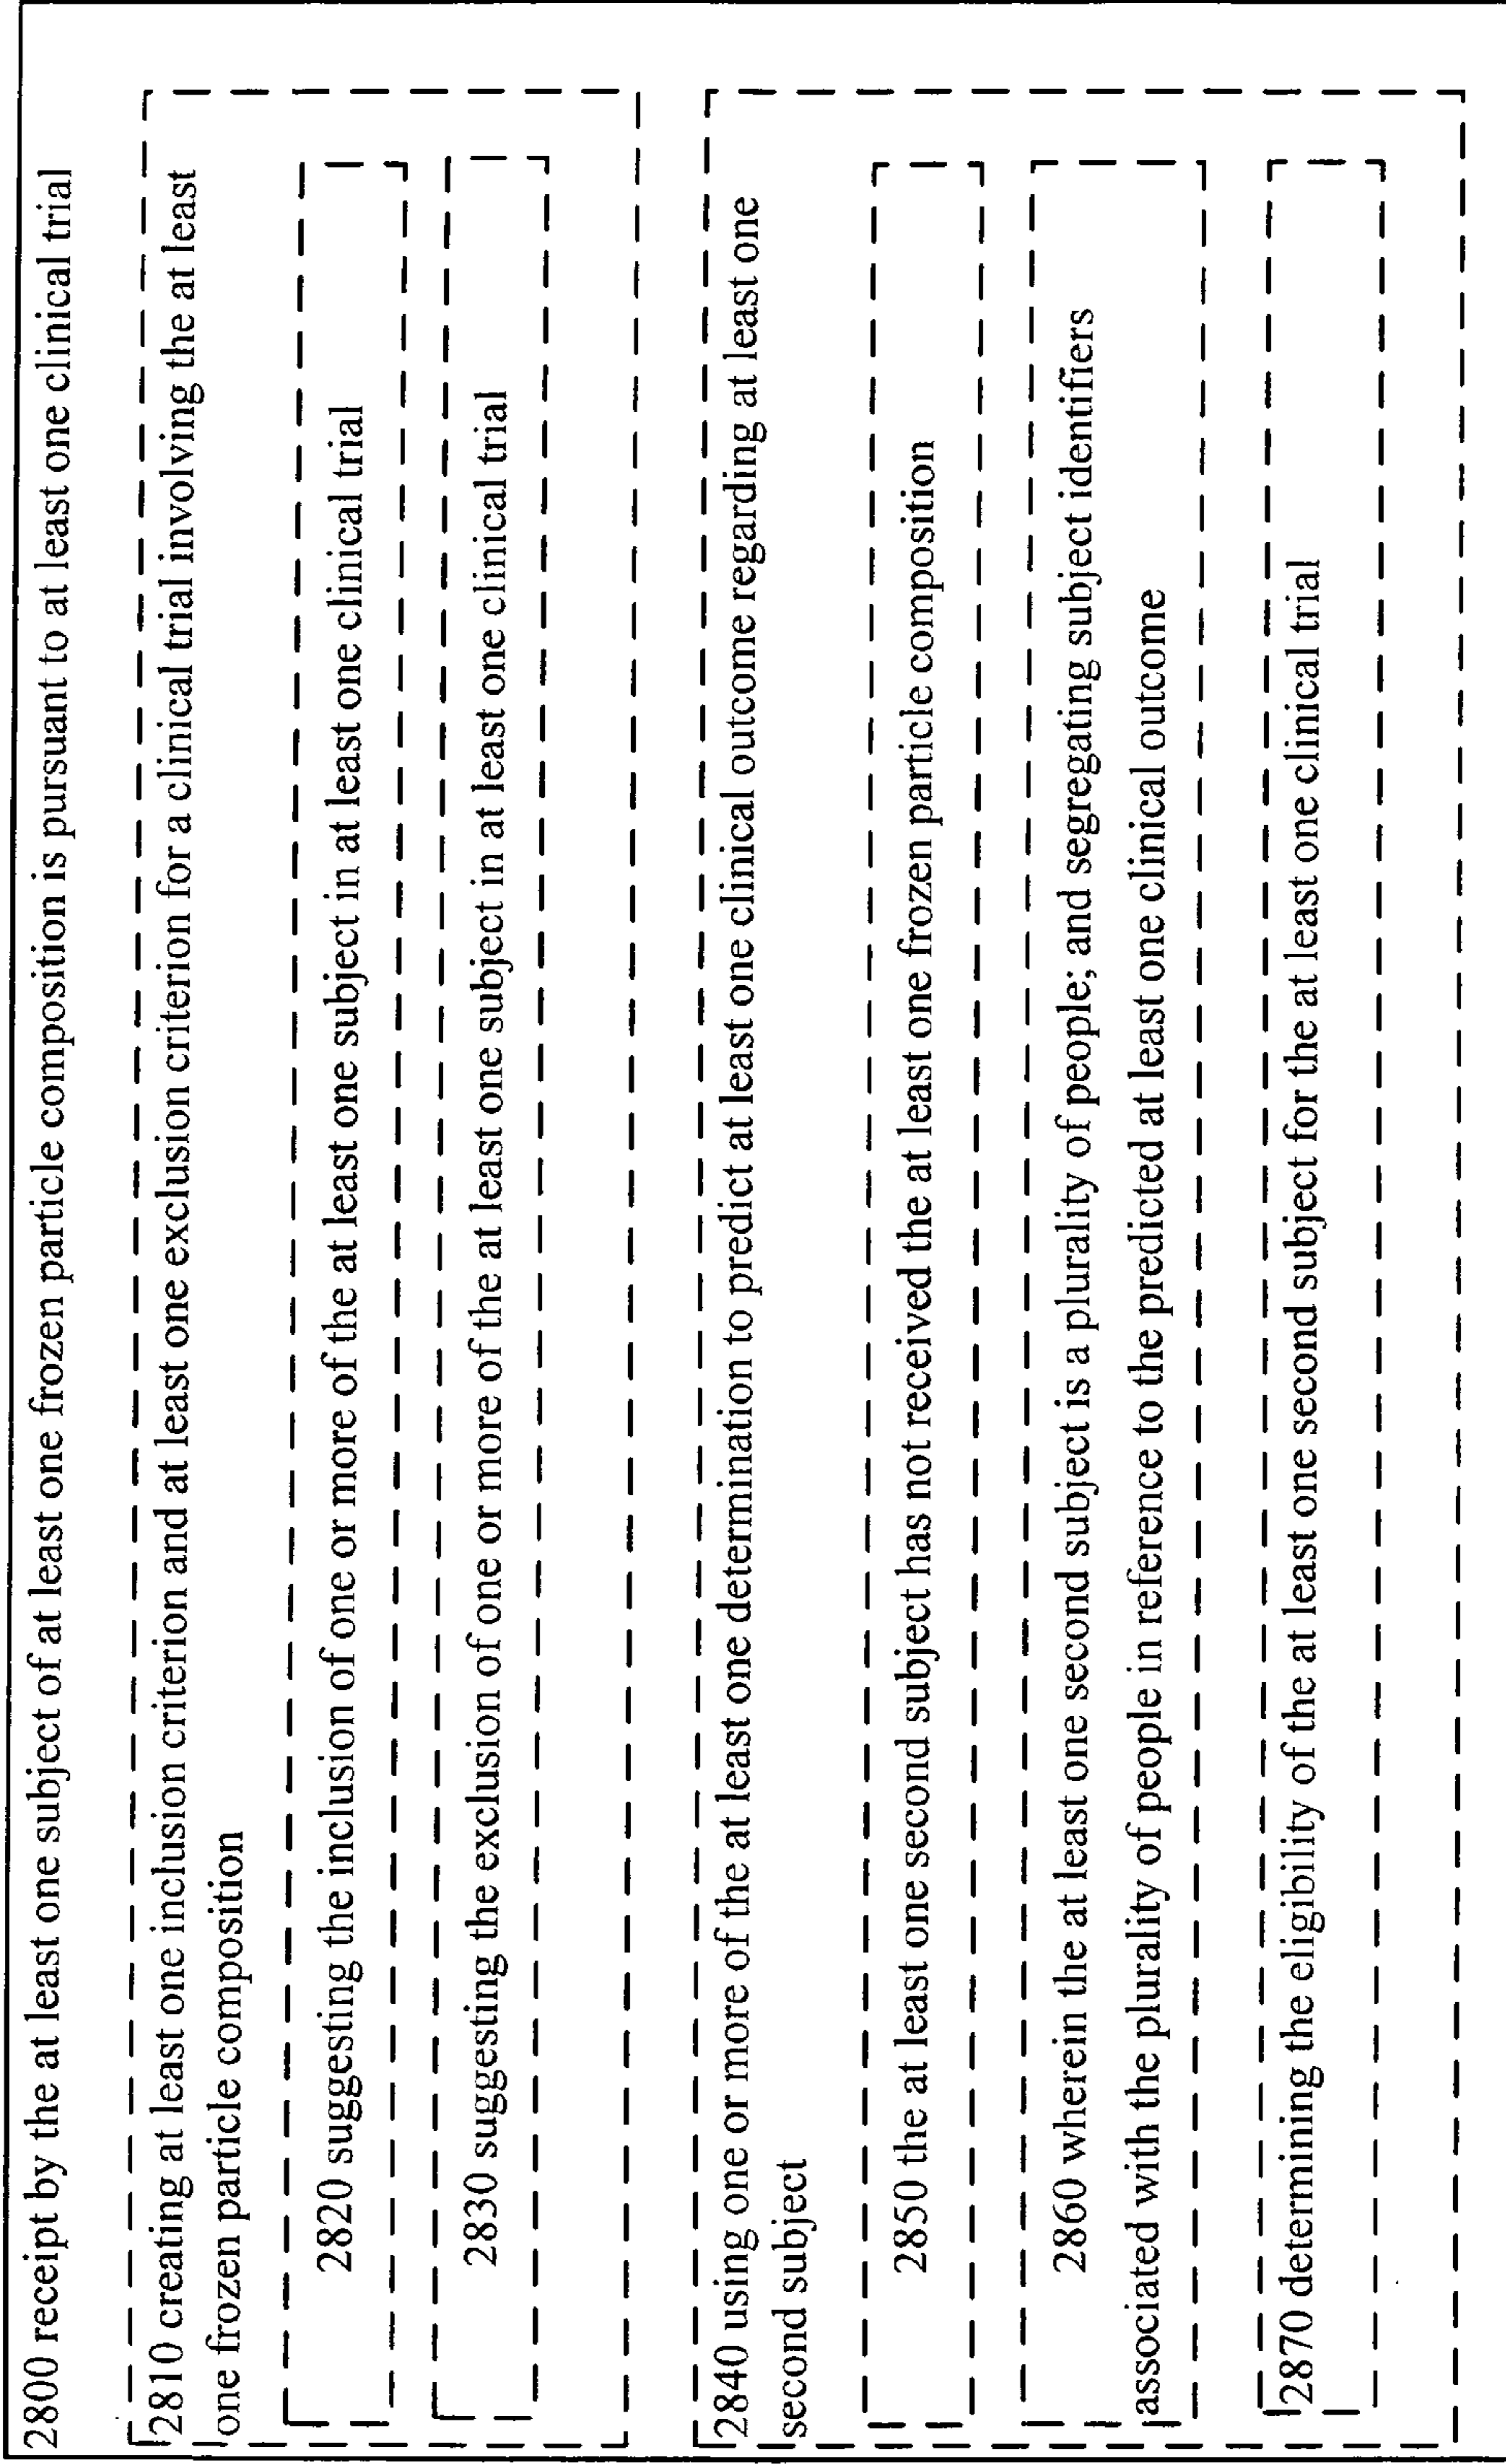 2800 receipt by the at least one subject of at least one frozen particle composition is pursuant to at least one clinical trial
2810 creating at least one inclusion criterion and at least one exclusion criterion for a clinical trial involving the at least
one frozen particle composition
2820 suggesting the inclusion of one or more of the at least one subject in at least one clinical trial
2830 suggesting the exclusion of one or more of the at least one subject in at least one clinical trial
2840 using one or more of the at least one determination to predict at least one clinical outcome regarding at least one
second subject
2850 the at least one second subject has not received the at least one frozen particle composition
2860 wherein the at least one second subject is a plurality of people; and segregating subject identifiers
associated with the plurality of people in reference to the predicted at least one clinical outcome
2870 determining the eligibility of the at least one second subject for the at least one clinical trial